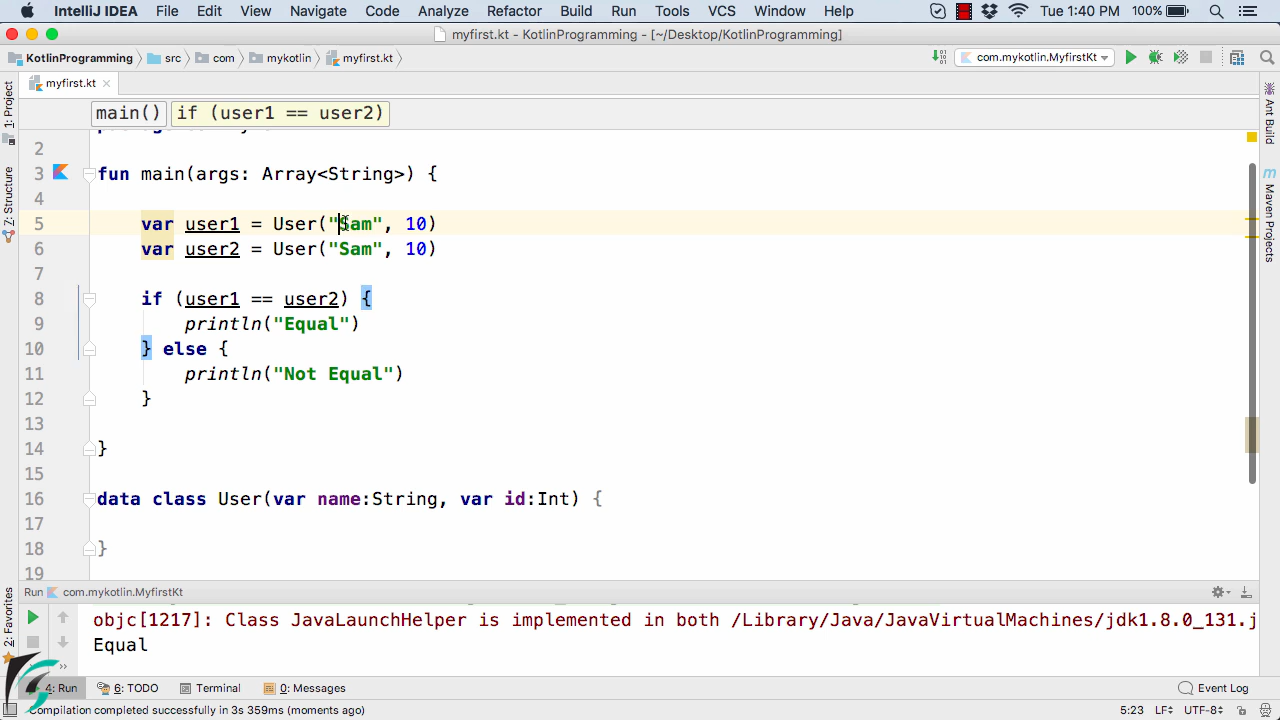 IntelliJ IDEA File Edit View Navigate Code Analyze Refactor Build Run Tools VCS Window Help Tue 1:40 PM 100%
myfirst.kt - KotlinProgramming - [~/Desktop/KotlinProgramming]
KotlinProgramming src com mykotlin myfirst.kt com.mykotlin.MyfirstKt
myfirst.kt
main() if (user1 == user2)
2
3 fun main(args: Array<String>) {
4
5 var user1 = User("Sam", 10)
6 var user2 = User("Sam", 10)
7
8 if (user1 == user2) {
9 println("Equal")
10 } else {
11 println("Not Equal")
12 }
13
14 }
15
16 data class User(var name:String, var id:Int) {
17
18 }
19
1: Project
7: Structure
2: Favorites
Ant Build
Maven Projects
Run com.mykotlin.MyfirstKt
objc[1217]: Class JavaLaunchHelper is implemented in both /Library/Java/JavaVirtualMachines/jdk1.8.0_131.j
Equal
4: Run 6: TODO Terminal 0: Messages Event Log
Compilation completed successfully in 3s 359ms (moments ago) 5:23 LF UTF-8